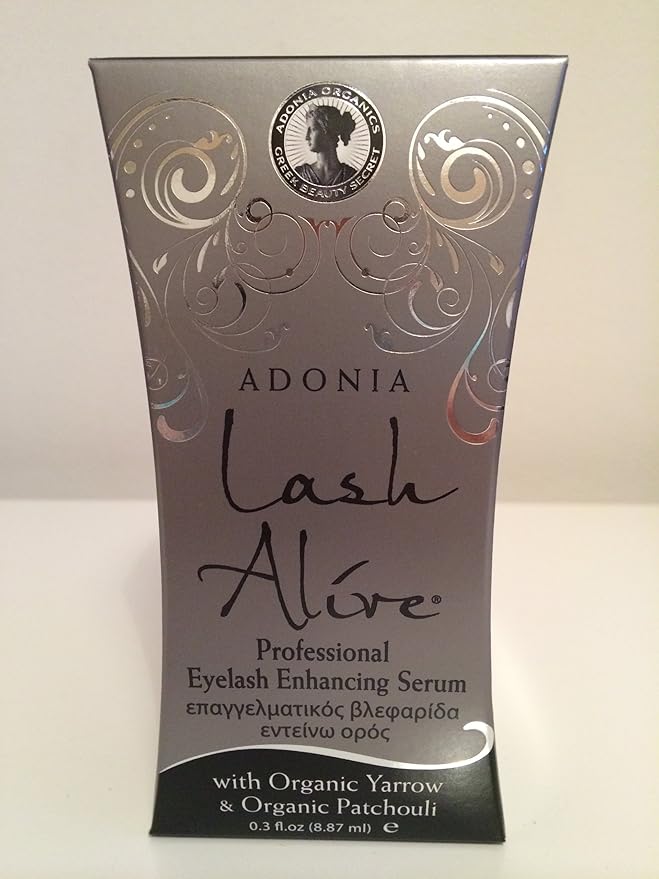 ADONIA ORGANICS
GREEK BEAUTY SECRET
ADONIA
Lash
Alive®
Professional
Eyelash Enhancing Serum
επαγγελματικός βλεφαρίδα
εντείνω ορός
with Organic Yarrow
& Organic Patchouli
0.3 fl.oz (8.87 ml) ℮